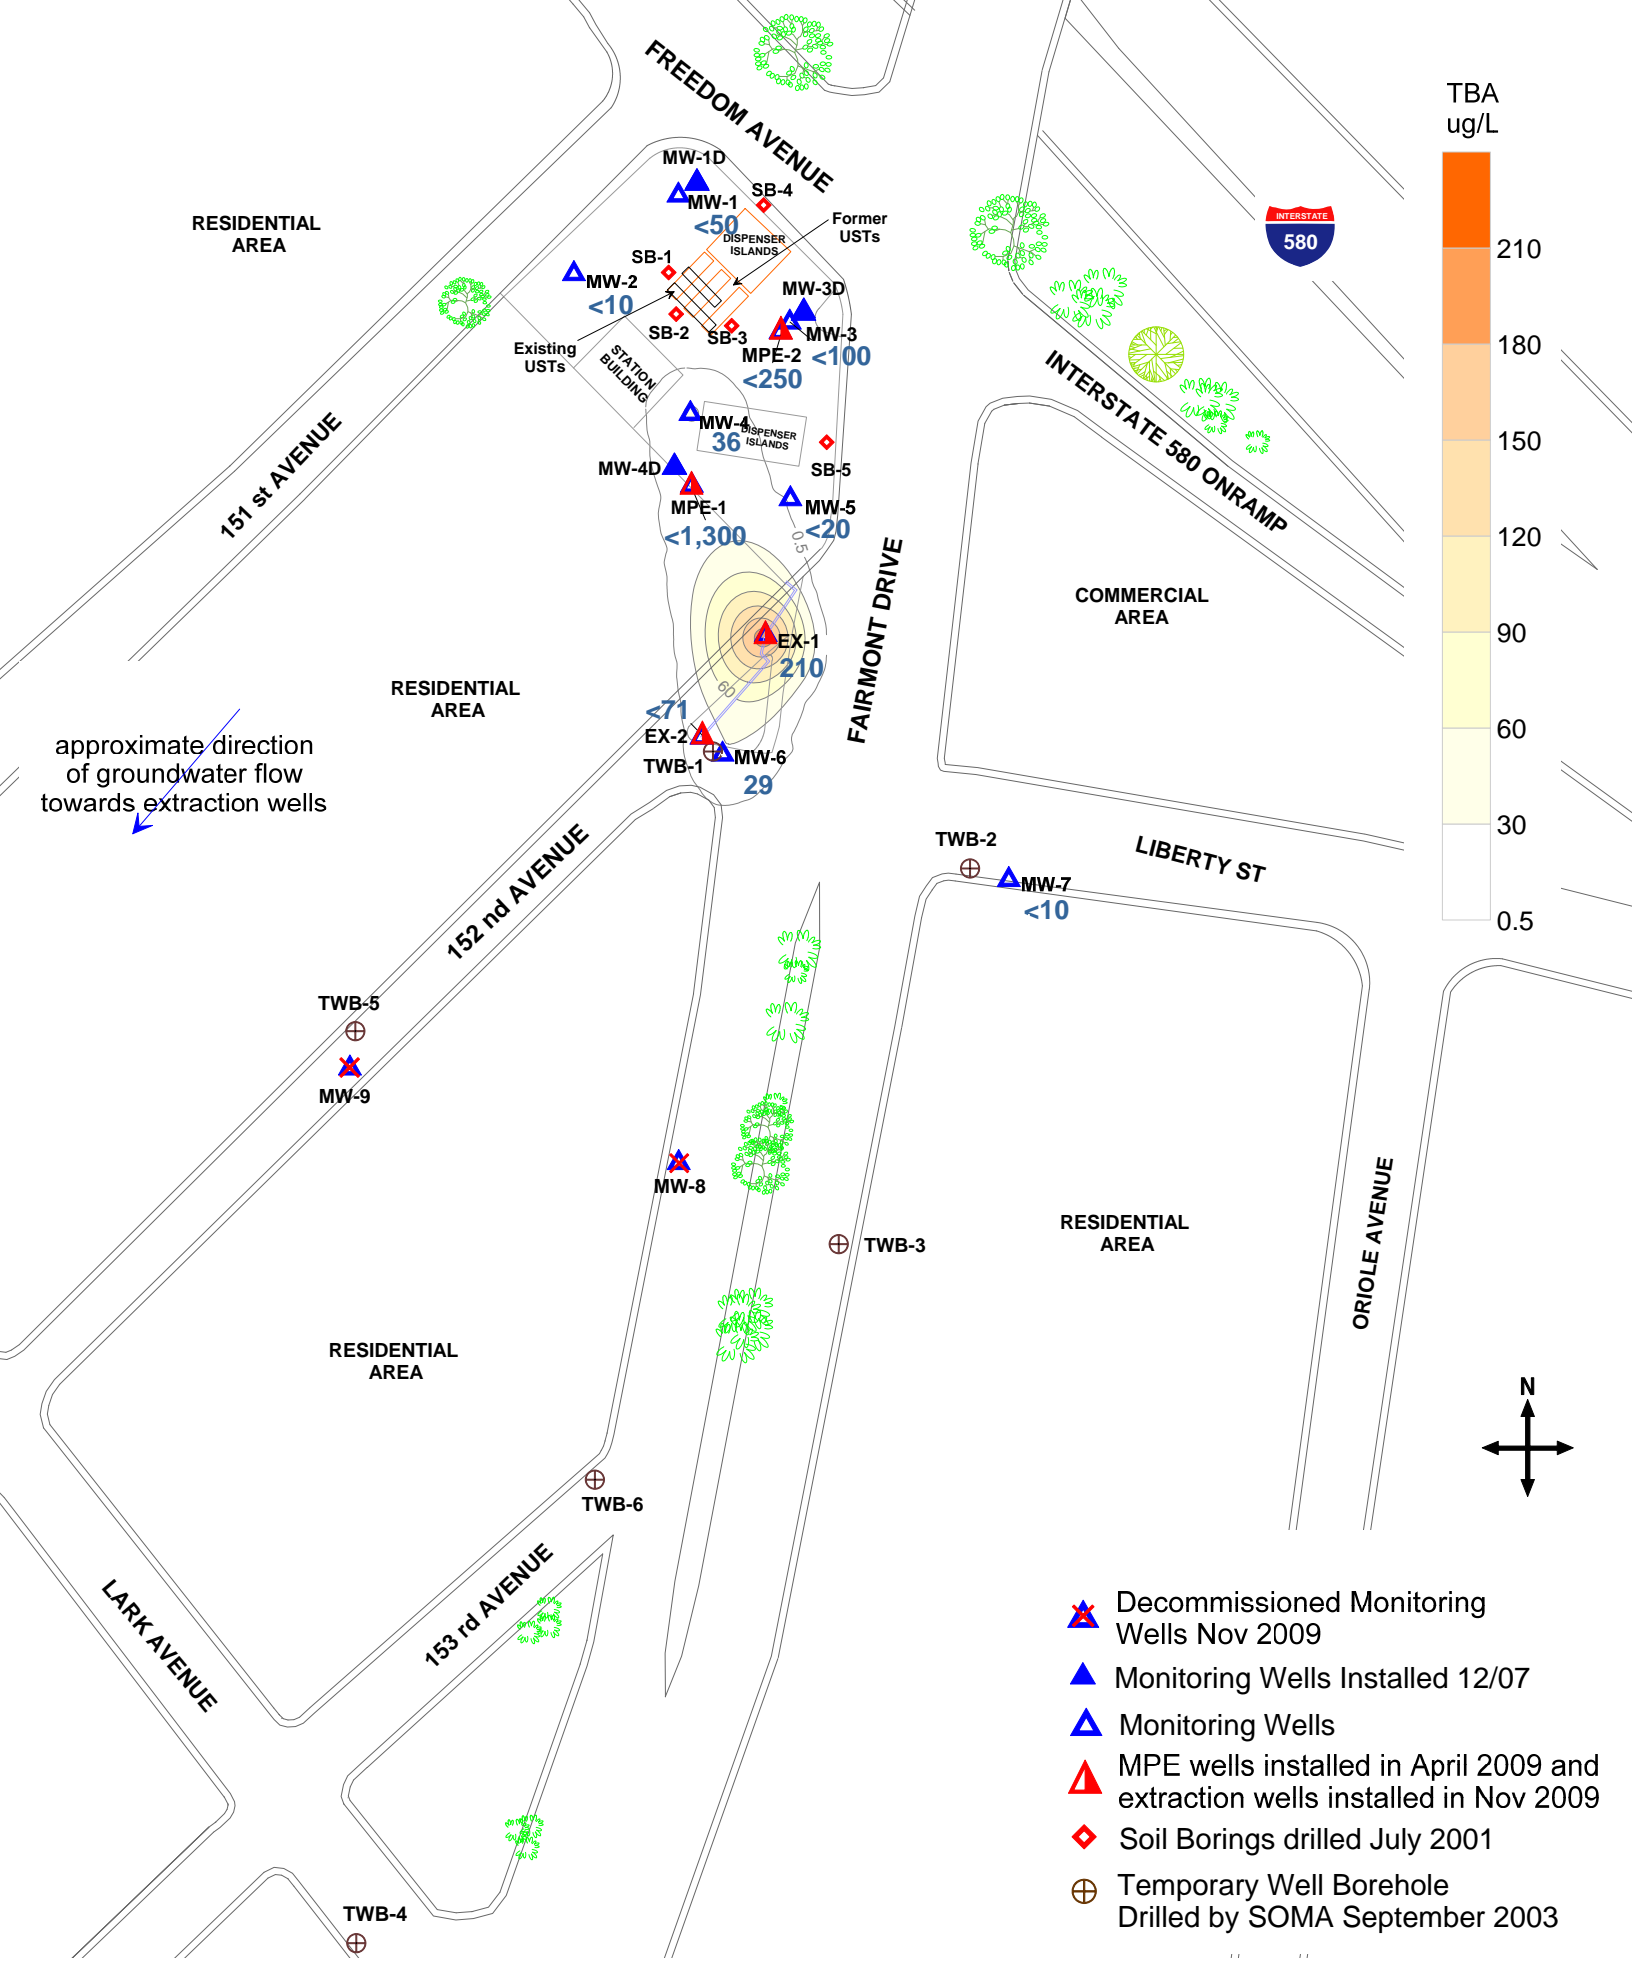 FREEDOM AVENUE
TBA
ug/L
210
180
150
120
90
60
30
0.5
INTERSTATE
580
MW-1D
MW-1
<50
SB-4
Former
USTs
DISPENSER
ISLANDS
RESIDENTIAL
AREA
SB-1
MW-2
<10
MW-3D
MW-3
<100
SB-2
SB-3
MPE-2
<250
Existing
USTs
STATION
BUILDING
MW-4
36
DISPENSER
ISLANDS
SB-5
MW-4D
MPE-1
<1,300
MW-5
<20
0.5
151 st AVENUE
INTERSTATE 580 ONRAMP
COMMERCIAL
AREA
FAIRMONT DRIVE
EX-1
210
60
RESIDENTIAL
AREA
<71
EX-2
TWB-1
MW-6
29
approximate direction
of groundwater flow
towards extraction wells
TWB-2
MW-7
<10
LIBERTY ST
152 nd AVENUE
TWB-5
MW-9
MW-8
TWB-3
RESIDENTIAL
AREA
ORIOLE AVENUE
RESIDENTIAL
AREA
N
TWB-6
153 rd AVENUE
LARK AVENUE
TWB-4
Decommissioned Monitoring
Wells Nov 2009
Monitoring Wells Installed 12/07
Monitoring Wells
MPE wells installed in April 2009 and
extraction wells installed in Nov 2009
Soil Borings drilled July 2001
Temporary Well Borehole
Drilled by SOMA September 2003